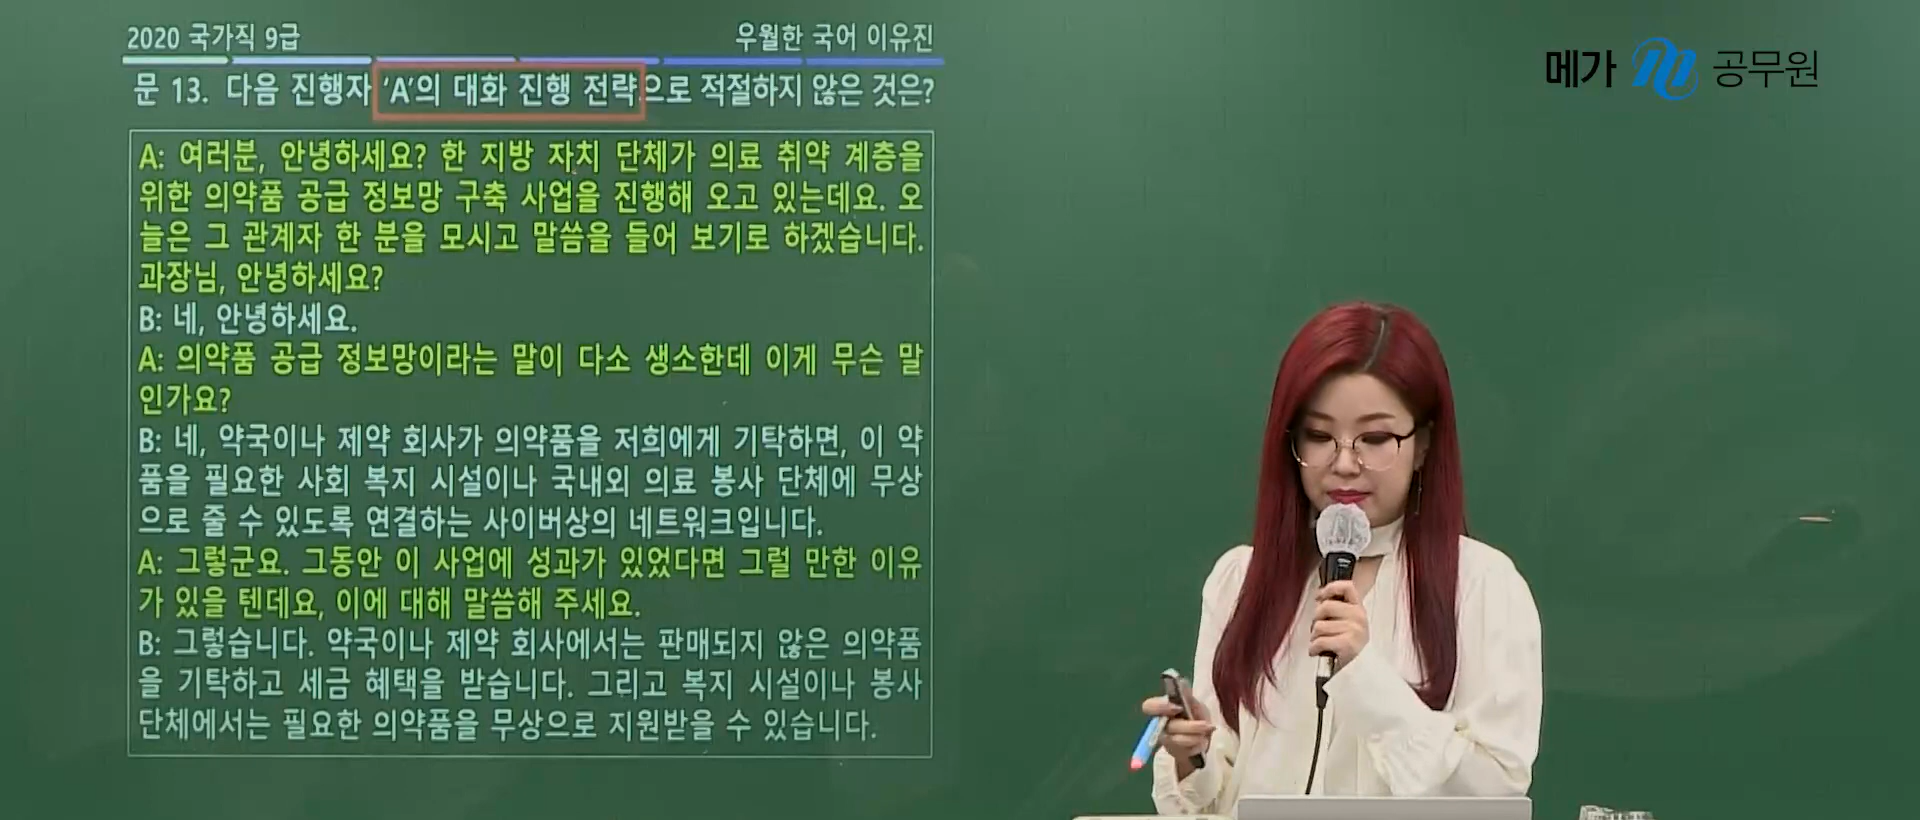 2020 국가직 9급
우월한 국어 이유진
메가 공무원
문 13. 다음 진행자 ‘A’의 대화 진행 전략으로 적절하지 않은 것은?
A: 여러분, 안녕하세요? 한 지방 자치 단체가 의료 취약 계층을
위한 의약품 공급 정보망 구축 사업을 진행해 오고 있는데요. 오
늘은 그 관계자 한 분을 모시고 말씀을 들어 보기로 하겠습니다.
과장님, 안녕하세요?
B: 네, 안녕하세요.
A: 의약품 공급 정보망이라는 말이 다소 생소한데 이게 무슨 말
인가요?
B: 네, 약국이나 제약 회사가 의약품을 저희에게 기탁하면, 이 약
품을 필요한 사회 복지 시설이나 국내외 의료 봉사 단체에 무상
으로 줄 수 있도록 연결하는 사이버상의 네트워크입니다.
A: 그렇군요. 그동안 이 사업에 성과가 있었다면 그럴 만한 이유
가 있을 텐데요, 이에 대해 말씀해 주세요.
B: 그렇습니다. 약국이나 제약 회사에서는 판매되지 않은 의약품
을 기탁하고 세금 혜택을 받습니다. 그리고 복지 시설이나 봉사
단체에서는 필요한 의약품을 무상으로 지원받을 수 있습니다.